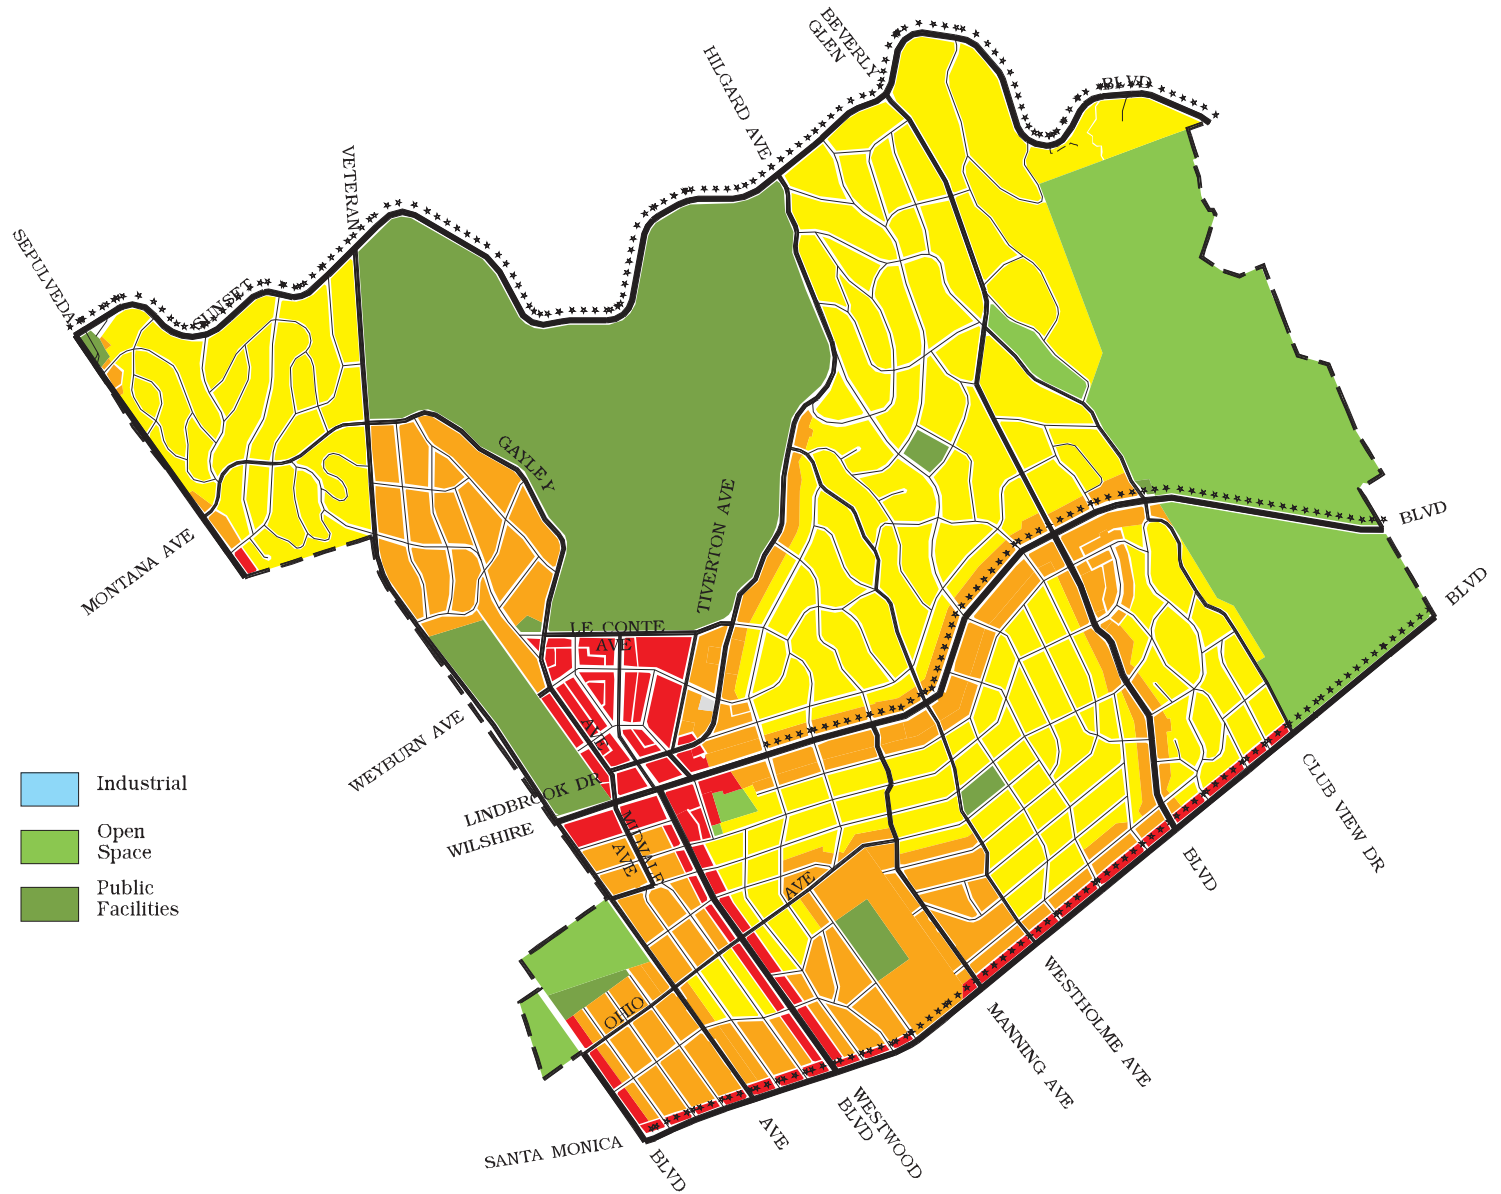 BEVERLY
GLEN
BLVD
HILGARD AVE
VETERAN
SEPULVEDA
SUNSET
GAYLEY
TIVERTON AVE
BLVD
MONTANA AVE
BLVD
LE CONTE
AVE
WEYBURN AVE
AVE
LINDBROOK DR
WILSHIRE
MIDVALE
AVE
Industrial
Open
Space
Public
Facilities
CLUB VIEW DR
BLVD
AVE
OHIO
WESTHOLME AVE
MANNING AVE
WESTWOOD
BLVD
AVE
SANTA MONICA
BLVD